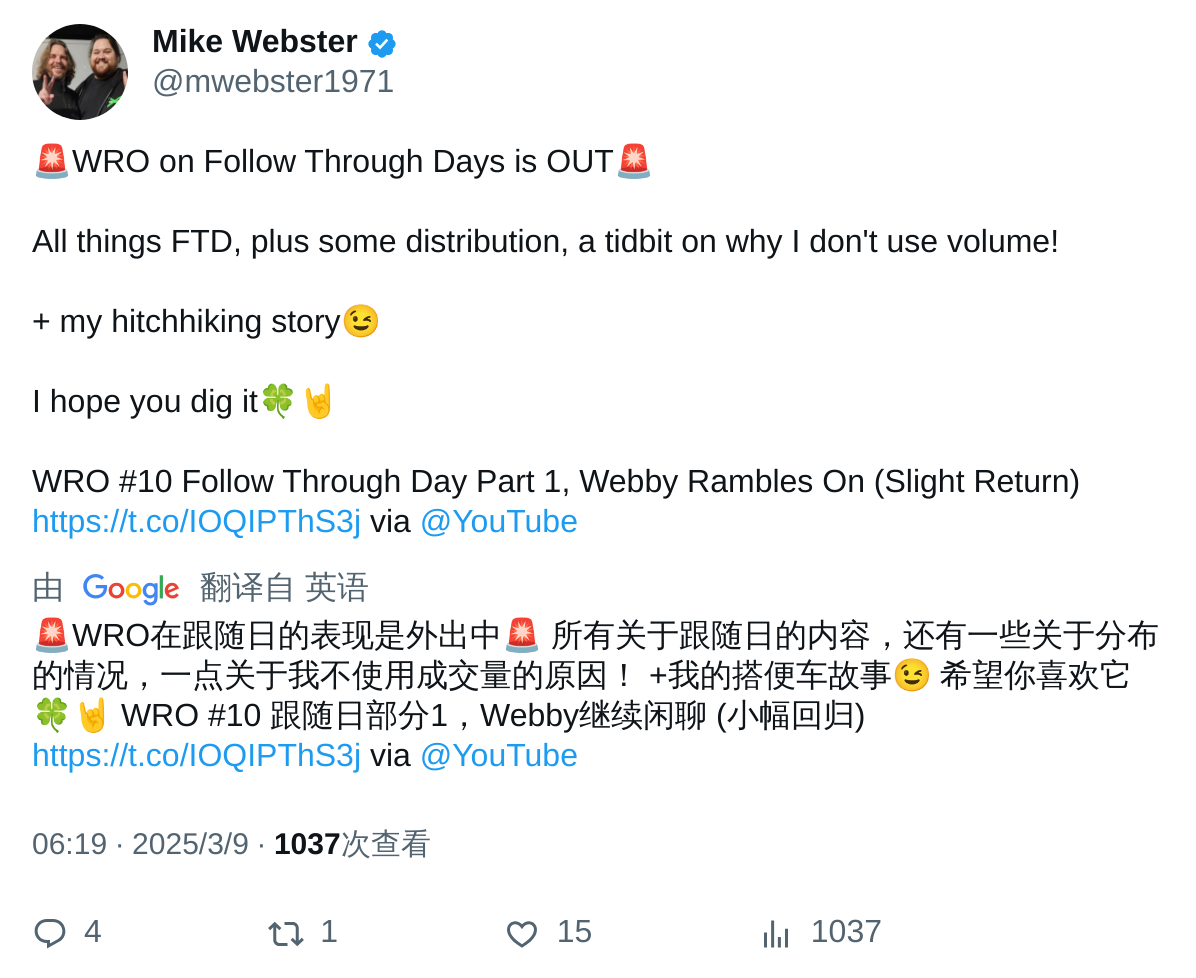 Mike Webster
@mwebster1971
🚨WRO on Follow Through Days is OUT🚨
All things FTD, plus some distribution, a tidbit on why I don't use volume!
+ my hitchhiking story😉
I hope you dig it🍀🤘
WRO #10 Follow Through Day Part 1, Webby Rambles On (Slight Return)
https://t.co/IOQIPThS3j via @YouTube
由 Google 翻译自 英语
🚨WRO在跟随日的表现是外出中🚨 所有关于跟随日的内容，还有一些关于分布
的情况，一点关于我不使用成交量的原因！ +我的搭便车故事😉 希望你喜欢它
🍀🤘 WRO #10 跟随日部分1，Webby继续闲聊 (小幅回归)
https://t.co/IOQIPThS3j via @YouTube
06:19 · 2025/3/9 · 1037次查看
4 1 15 1037